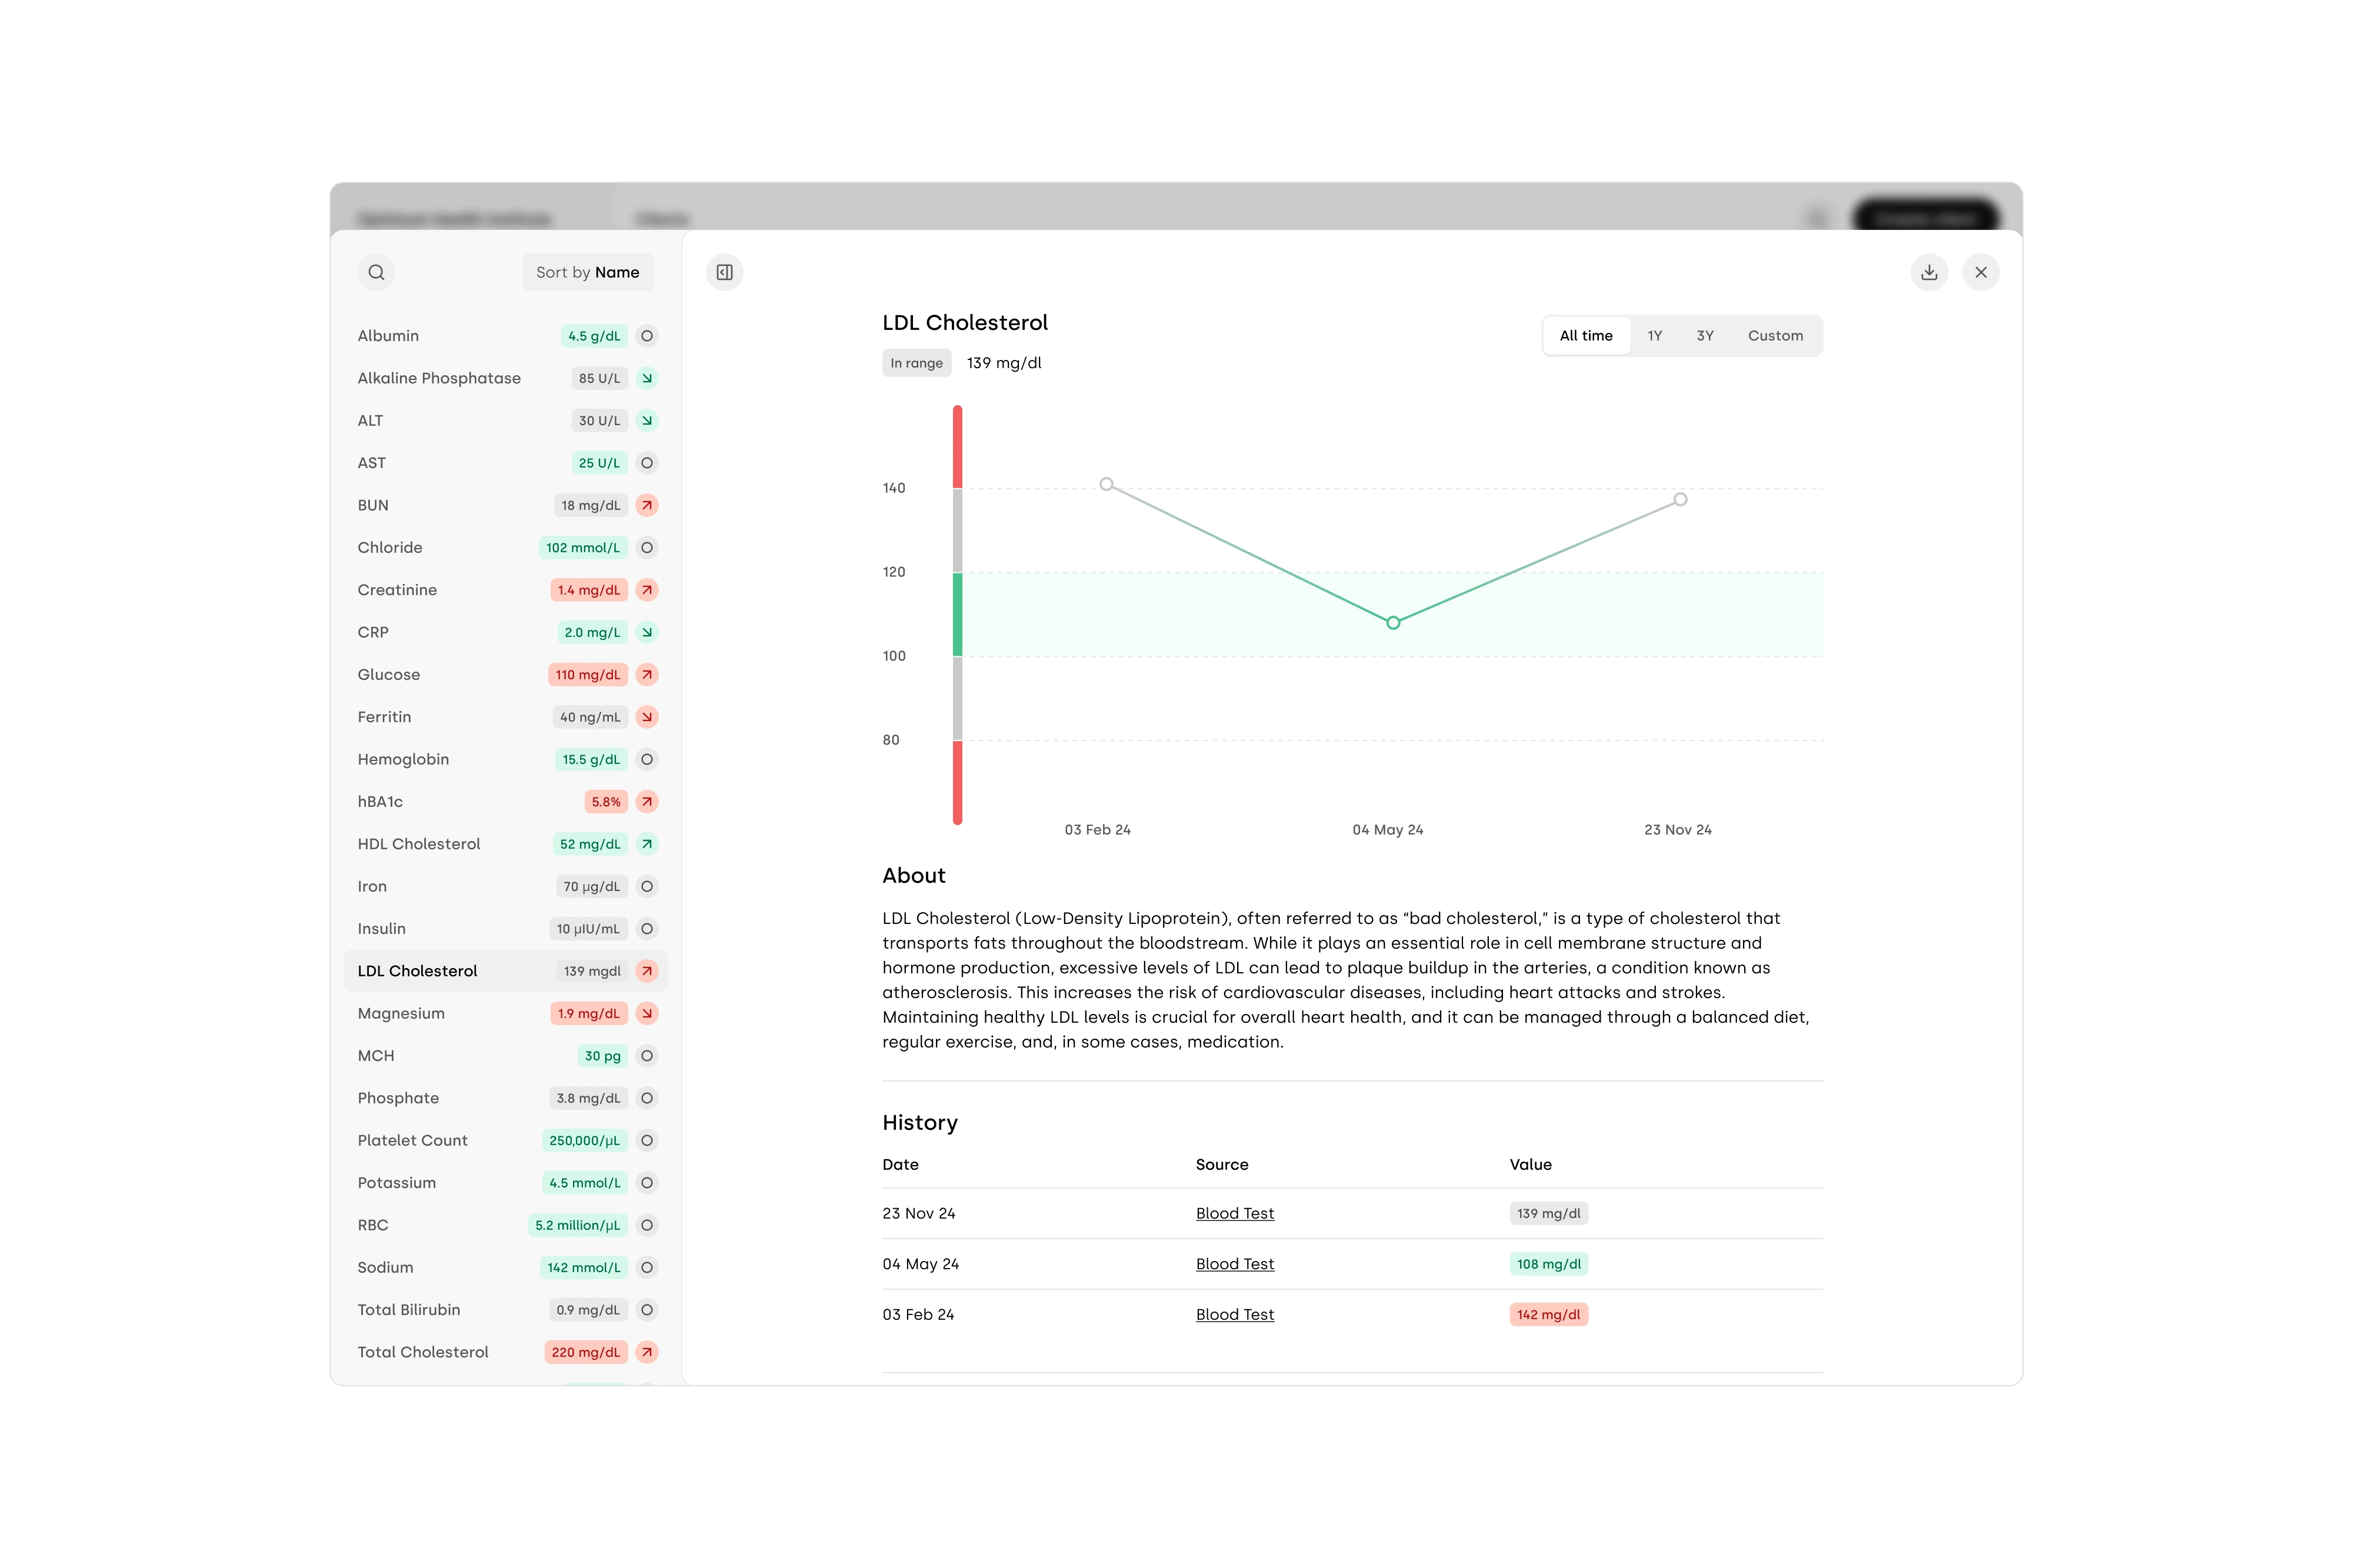 Sort by Name
Albumin 4.5 g/dL
Alkaline Phosphatase 85 U/L
ALT 30 U/L
AST 25 U/L
BUN 18 mg/dL
Chloride 102 mmol/L
Creatinine 1.4 mg/dL
CRP 2.0 mg/L
Glucose 110 mg/dL
Ferritin 40 ng/mL
Hemoglobin 15.5 g/dL
hBA1c 5.8%
HDL Cholesterol 52 mg/dL
Iron 70 µg/dL
Insulin 10 µIU/mL
LDL Cholesterol 139 mgdl
Magnesium 1.9 mg/dL
MCH 30 pg
Phosphate 3.8 mg/dL
Platelet Count 250,000/µL
Potassium 4.5 mmol/L
RBC 5.2 million/µL
Sodium 142 mmol/L
Total Bilirubin 0.9 mg/dL
Total Cholesterol 220 mg/dL
LDL Cholesterol
In range 139 mg/dl
All time 1Y 3Y Custom
140
120
100
80
03 Feb 24 04 May 24 23 Nov 24
About
LDL Cholesterol (Low-Density Lipoprotein), often referred to as “bad cholesterol,” is a type of cholesterol that
transports fats throughout the bloodstream. While it plays an essential role in cell membrane structure and
hormone production, excessive levels of LDL can lead to plaque buildup in the arteries, a condition known as
atherosclerosis. This increases the risk of cardiovascular diseases, including heart attacks and strokes.
Maintaining healthy LDL levels is crucial for overall heart health, and it can be managed through a balanced diet,
regular exercise, and, in some cases, medication.
History
Date Source Value
23 Nov 24 Blood Test 139 mg/dl
04 May 24 Blood Test 108 mg/dl
03 Feb 24 Blood Test 142 mg/dl